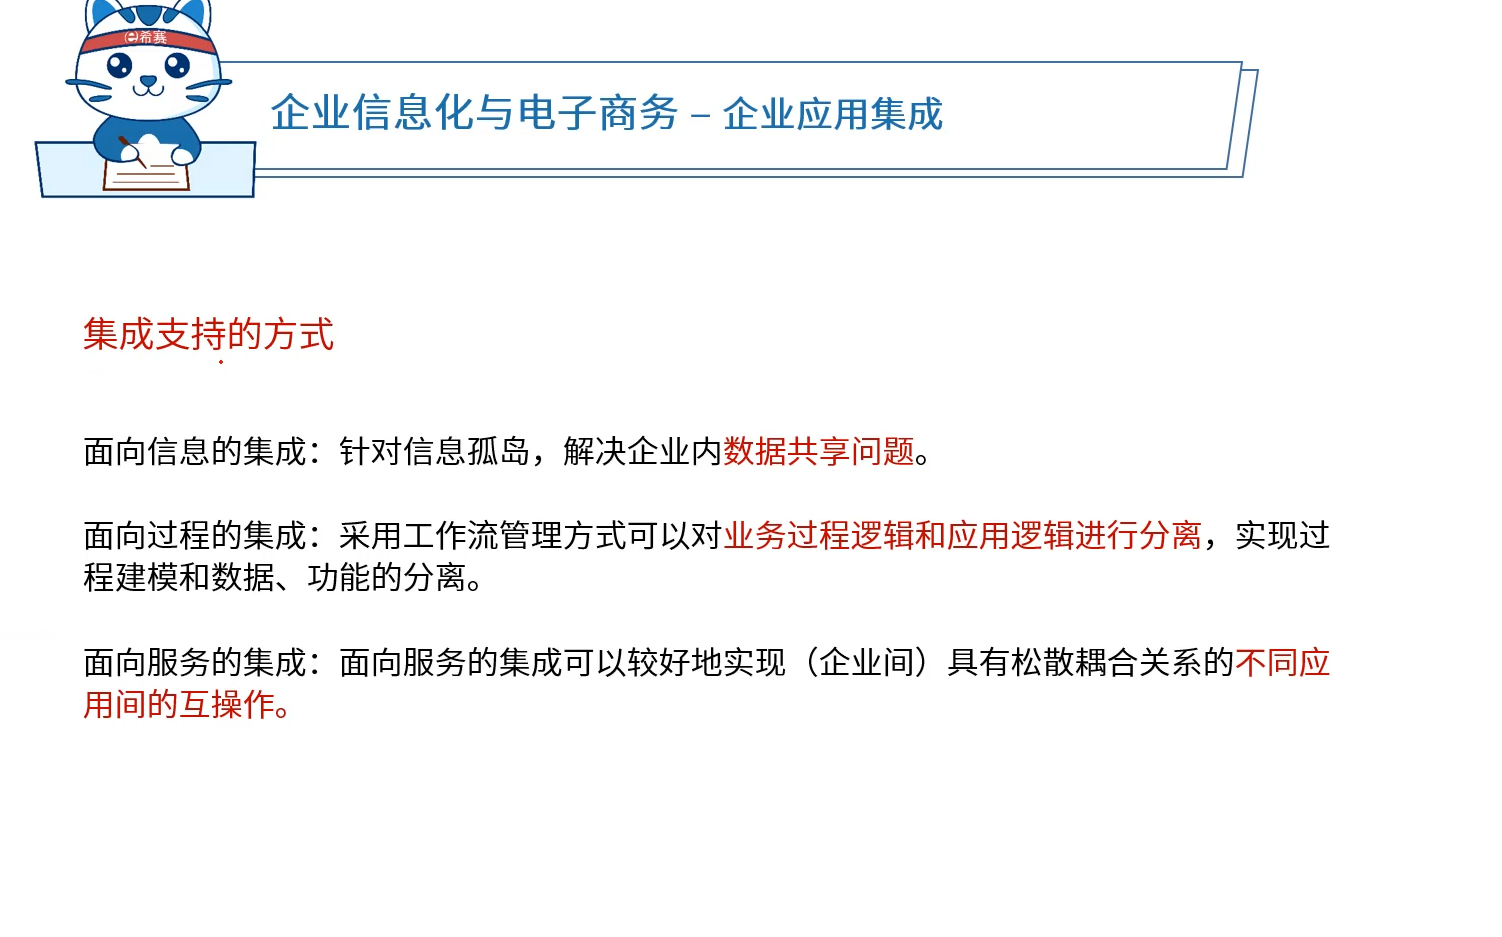 希赛
企业信息化与电子商务 – 企业应用集成
集成支持的方式
面向信息的集成：针对信息孤岛，解决企业内数据共享问题。
面向过程的集成：采用工作流管理方式可以对业务过程逻辑和应用逻辑进行分离，实现过
程建模和数据、功能的分离。
面向服务的集成：面向服务的集成可以较好地实现（企业间）具有松散耦合关系的不同应
用间的互操作。